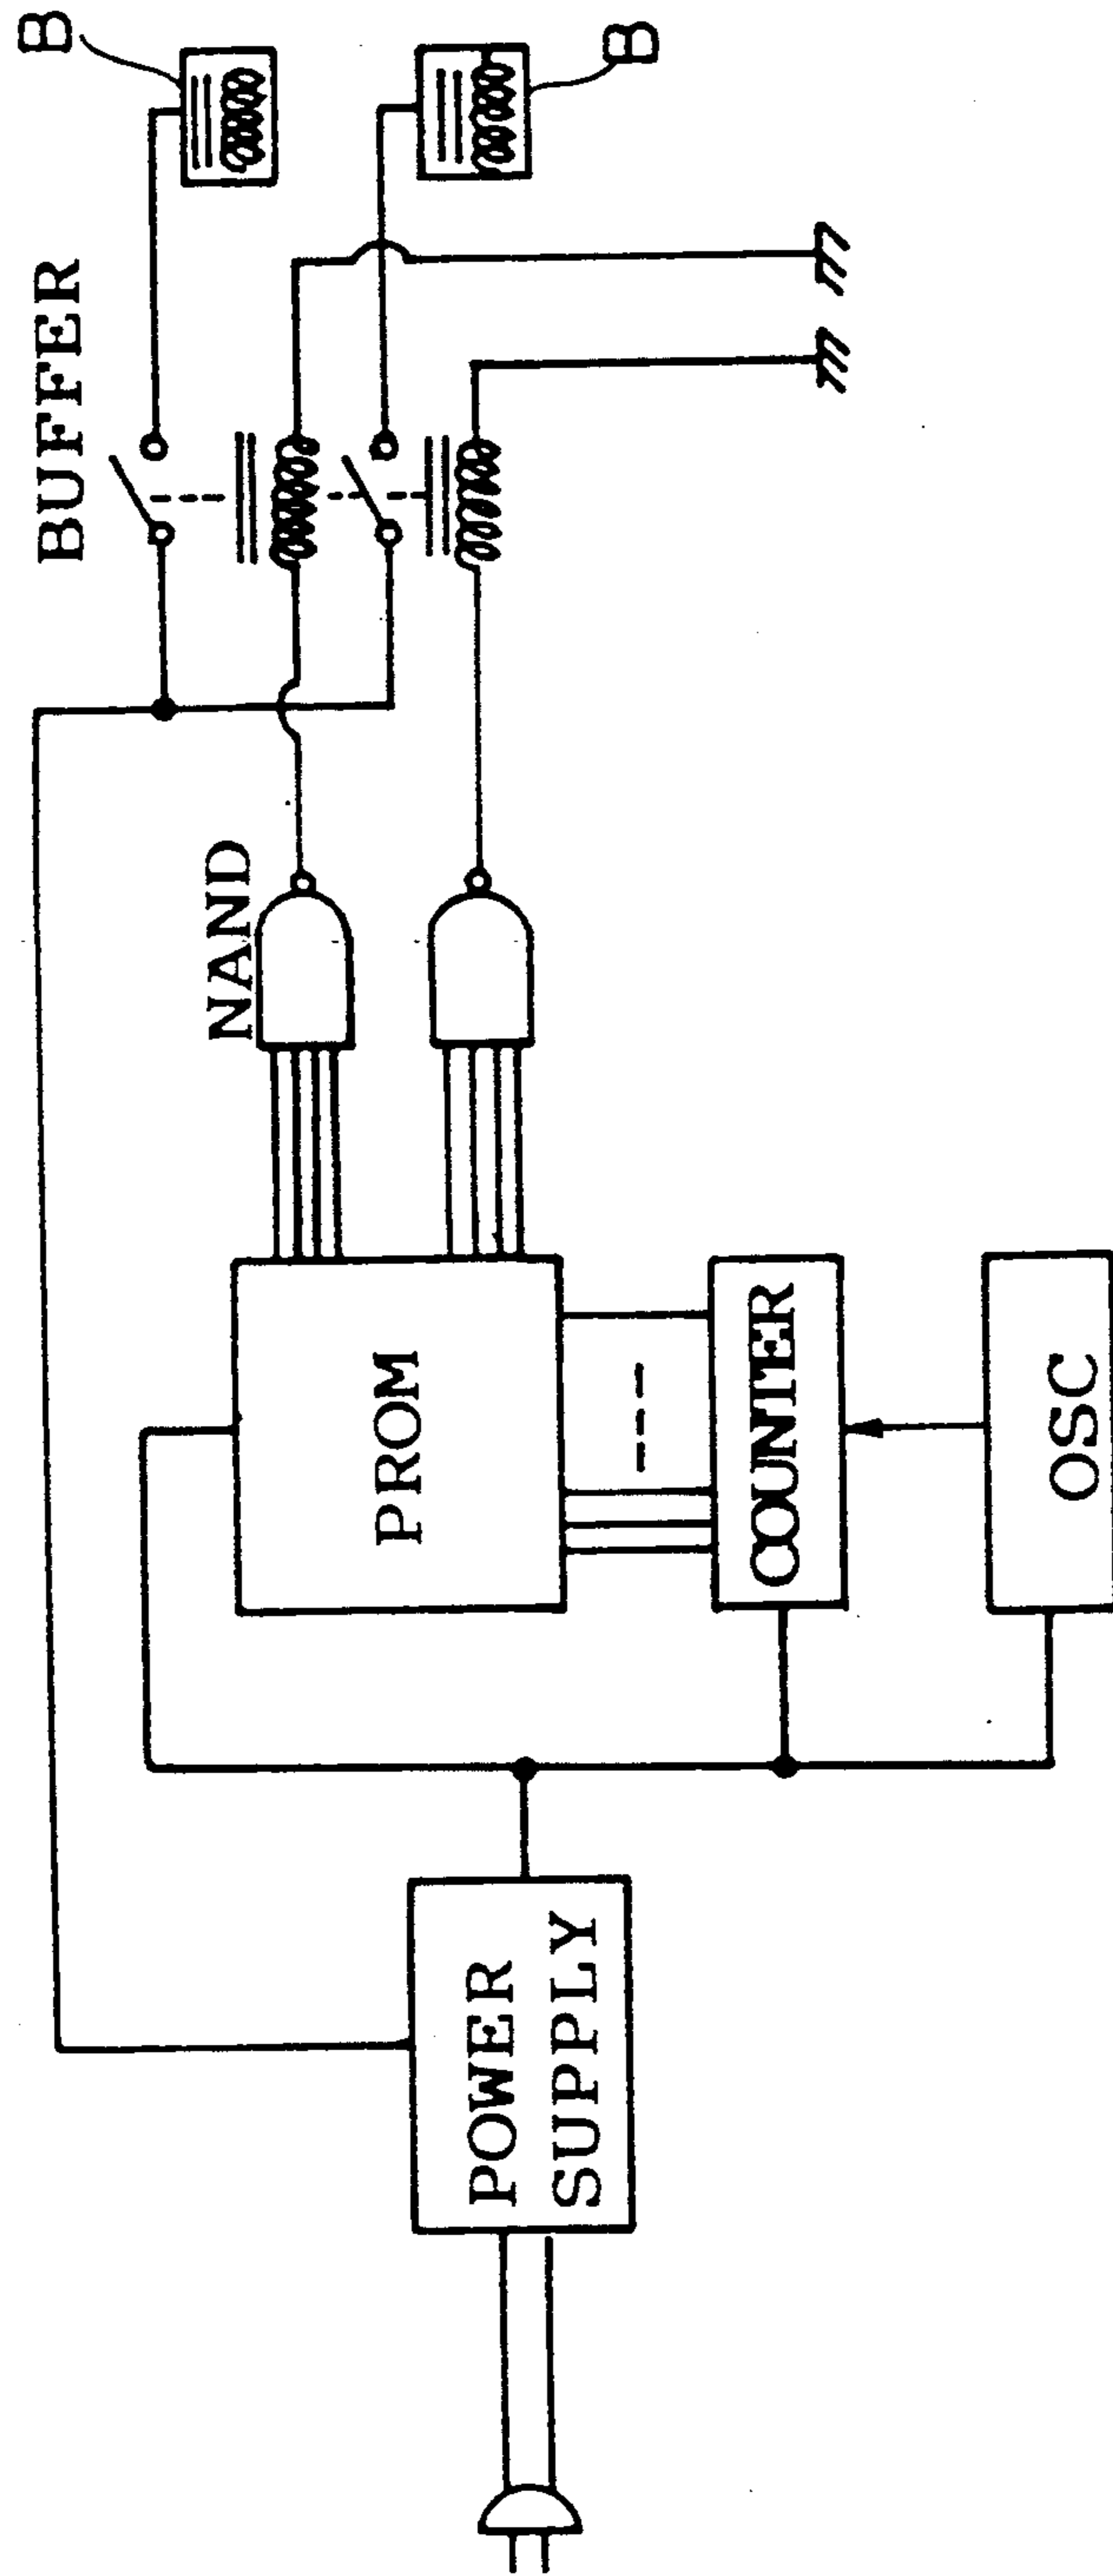 POWER
SUPPLY
PROM
COUNTER
OSC
NAND
BUFFER
B
B